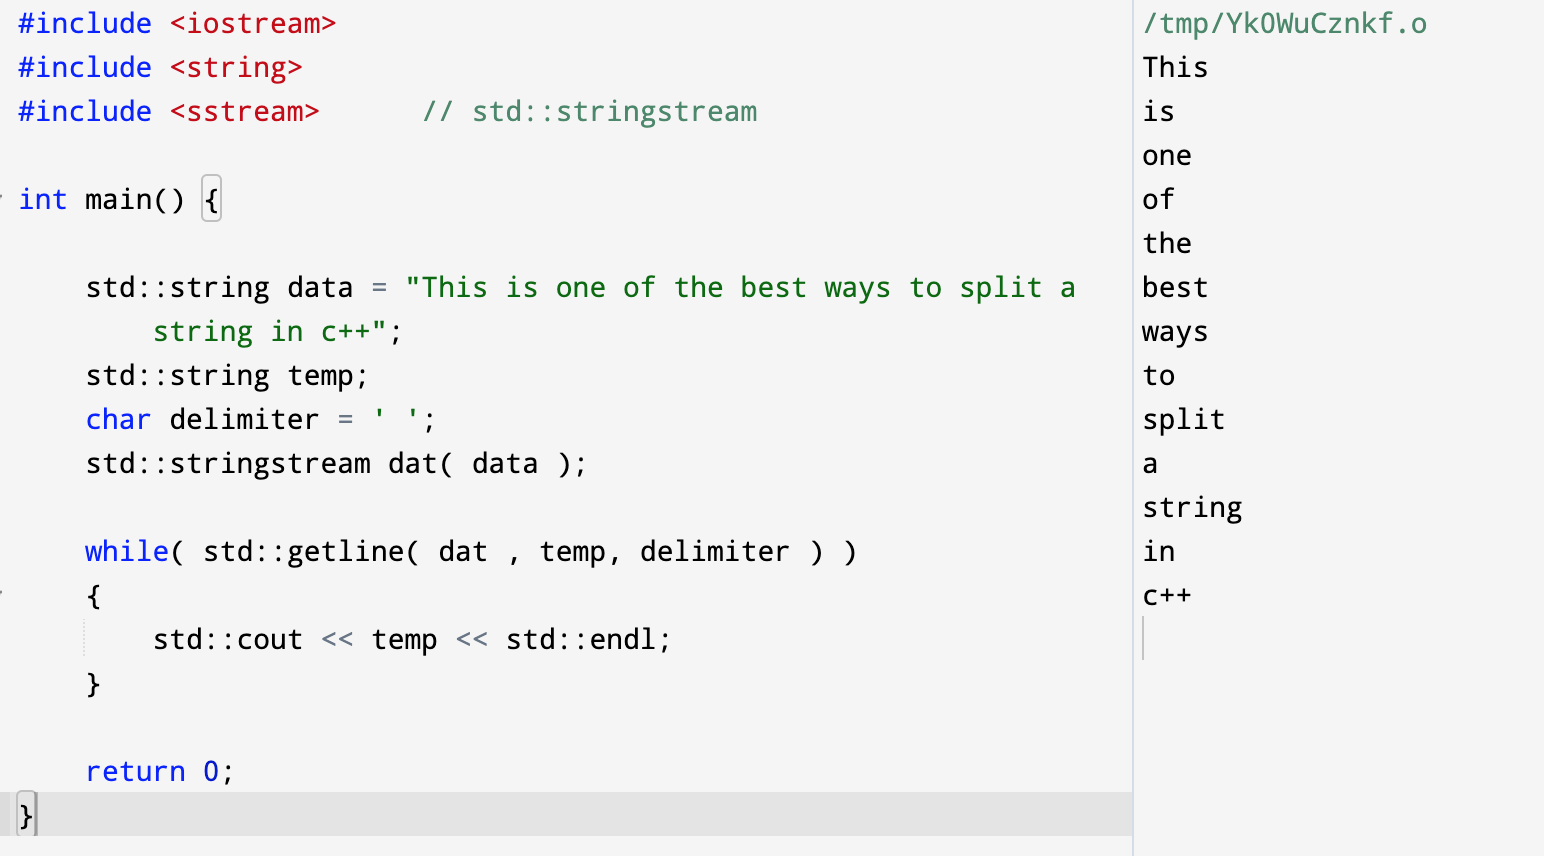 #include <iostream>
#include <string>
#include <sstream>      // std::stringstream
int main() {
    std::string data = "This is one of the best ways to split a
        string in c++";
    std::string temp;
    char delimiter = ' ';
    std::stringstream dat( data );
    while( std::getline( dat , temp, delimiter ) )
    {
        std::cout << temp << std::endl;
    }
    return 0;
}
/tmp/Yk0WuCznkf.o
This
is
one
of
the
best
ways
to
split
a
string
in
c++